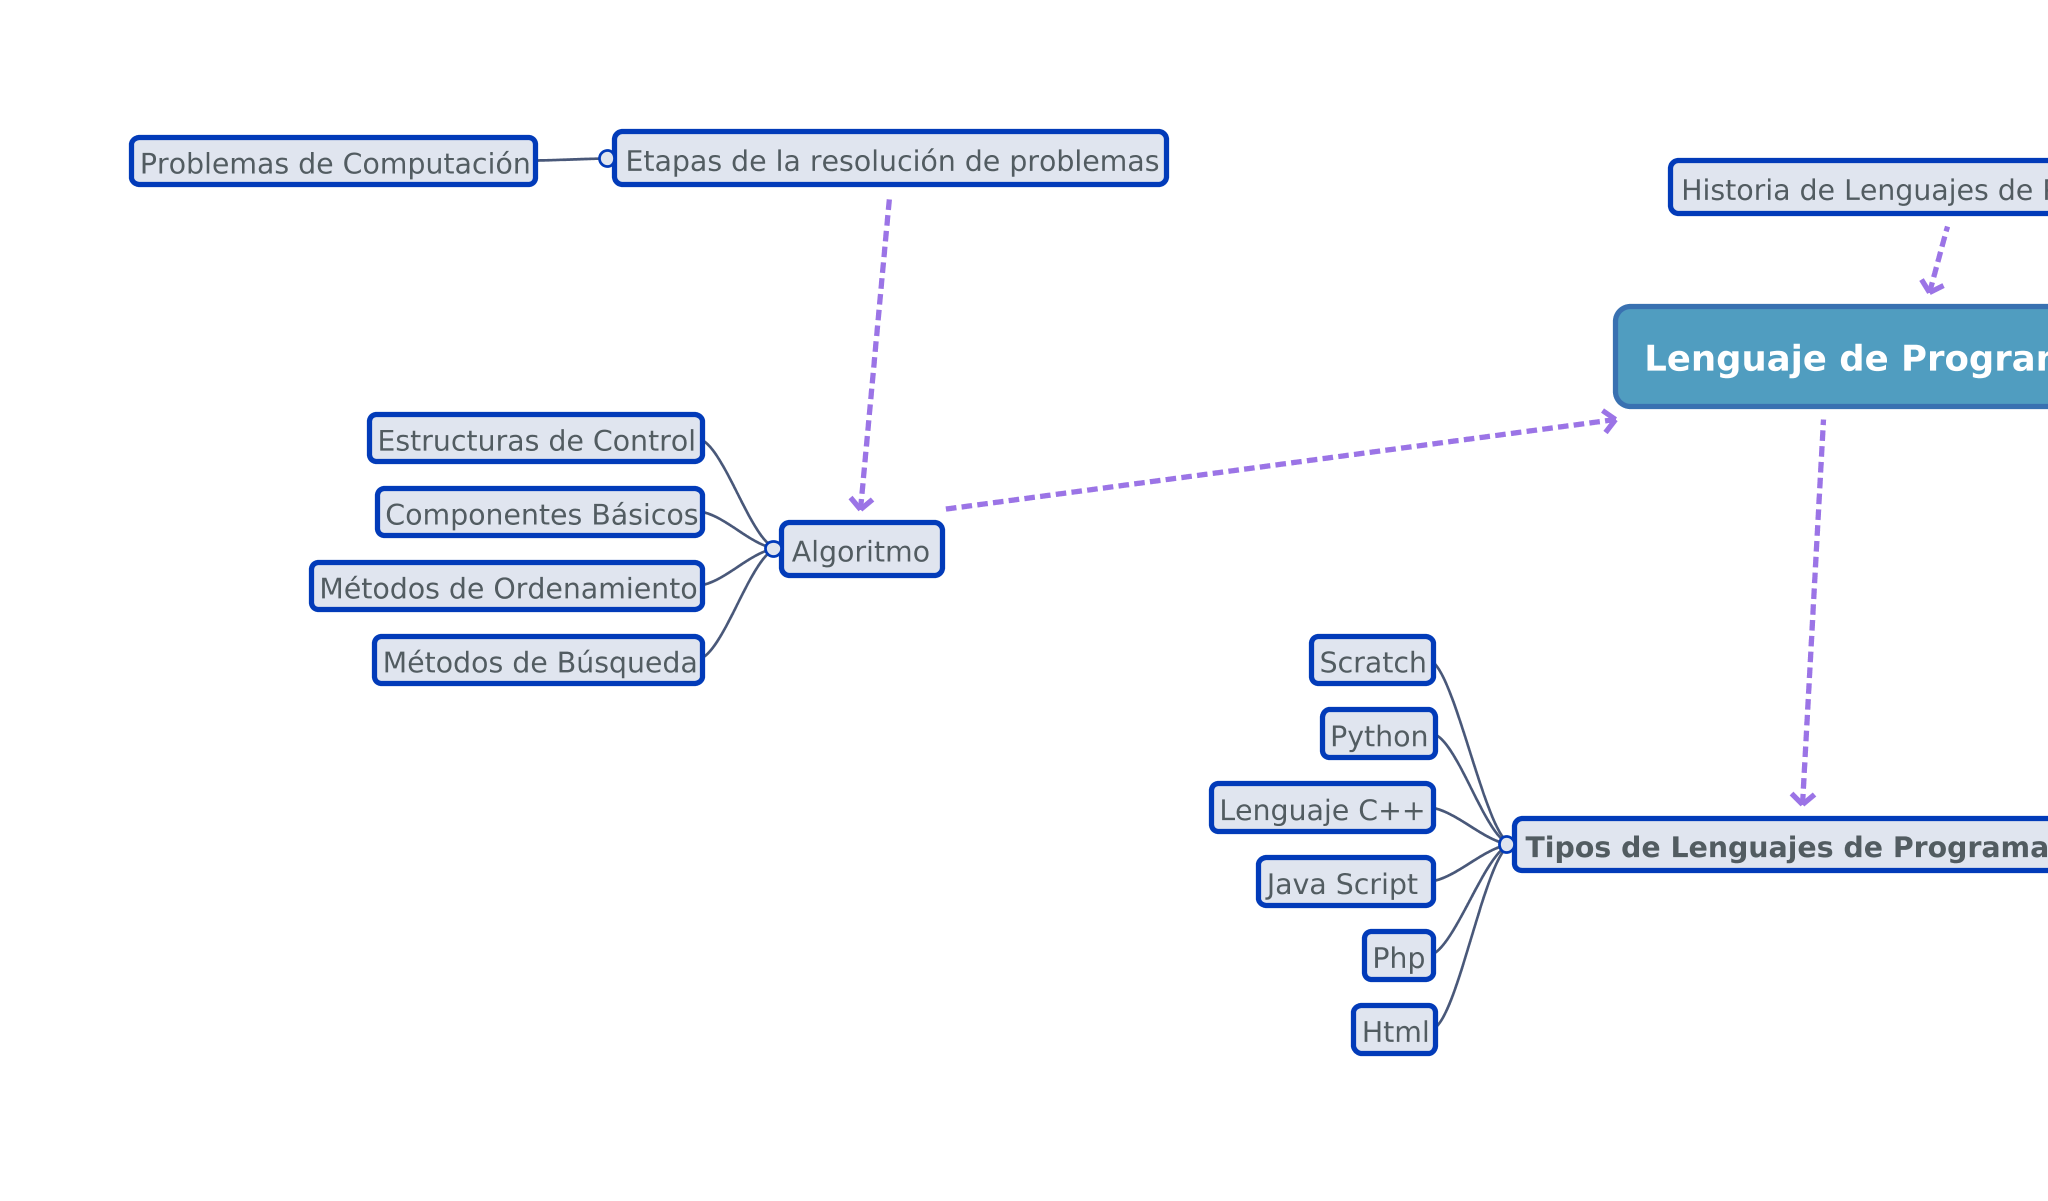 Problemas de Computación
Etapas de la resolución de problemas
Historia de Lenguajes de
Lenguaje de
Estructuras de Control
Componentes Básicos
Métodos de Ordenamiento
Métodos de Búsqueda
Algoritmo
Scratch
Python
Lenguaje C++
Java Script
Php
Html
Tipos de Lenguajes de Programa